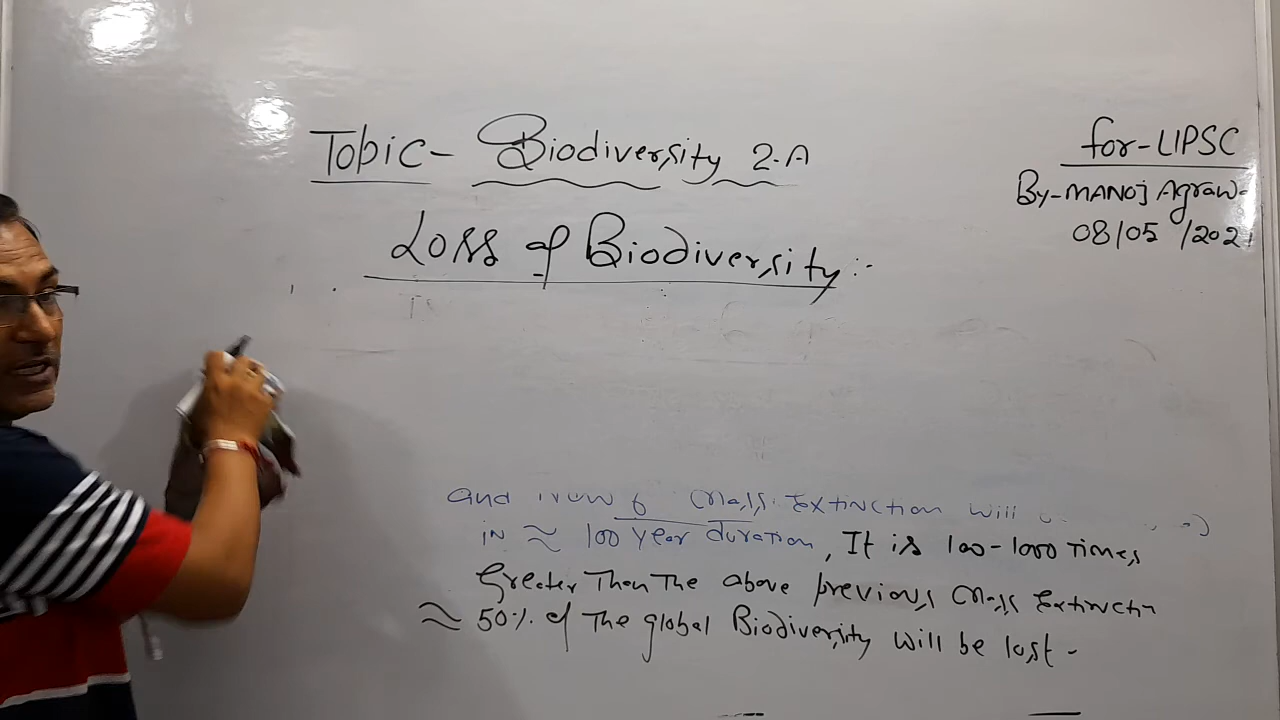 Topic- Biodiversity 2.A
for-UPSC
By-MANOJ Agraw
08/05/202
Loss of Biodiversity :-
and now 6 Mass Extinction will
in ≈ 100 year duration, It is 100-1000 Times
Greater Than The above previous Mass Extinctn
≈ 50% of The global Biodiversity will be lost -